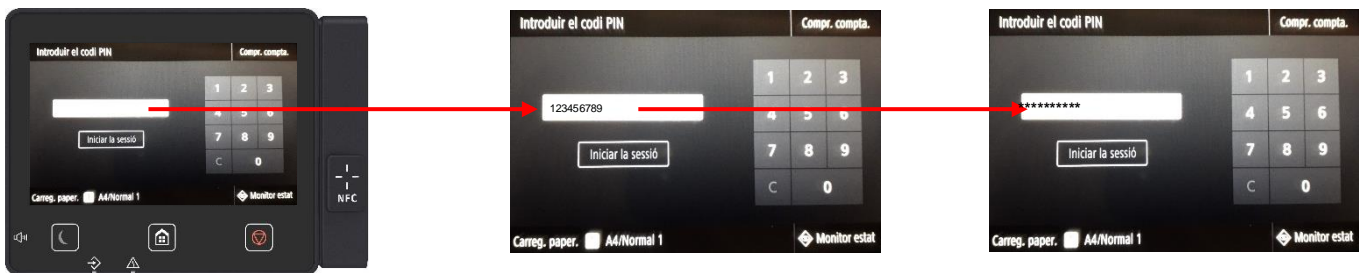 Introduir el codi PIN
Compr. compta.
1 2 3
4 5 6
7 8 9
C 0
Iniciar la sessió
Carreg. paper. A4/Normal 1
Monitor estat
NFC
Introduir el codi PIN
Compr. compta.
123456789
1 2 3
4 5 6
7 8 9
C 0
Iniciar la sessió
Carreg. paper. A4/Normal 1
Monitor estat
Introduir el codi PIN
Compr. compta.
**********
1 2 3
4 5 6
7 8 9
C 0
Iniciar la sessió
Carreg. paper. A4/Normal 1
Monitor estat